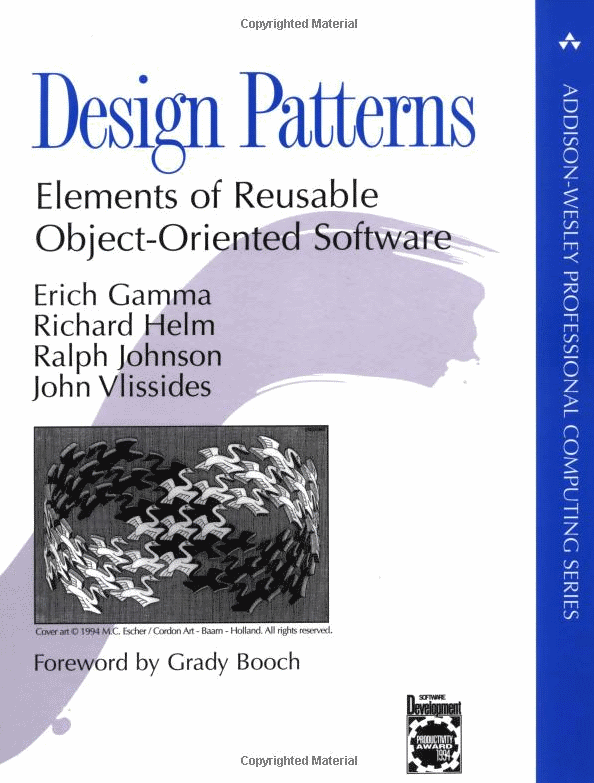 Copyrighted Material
Design Patterns
Elements of Reusable
Object-Oriented Software
Erich Gamma
Richard Helm
Ralph Johnson
John Vlissides
Cover art © 1994 M.C. Escher / Cordon Art - Baarn - Holland. All rights reserved.
Foreword by Grady Booch
SOFTWARE
Development
PRODUCTIVITY
AWARD
1994
Copyrighted Material
ADDISON-WESLEY PROFESSIONAL COMPUTING SERIES